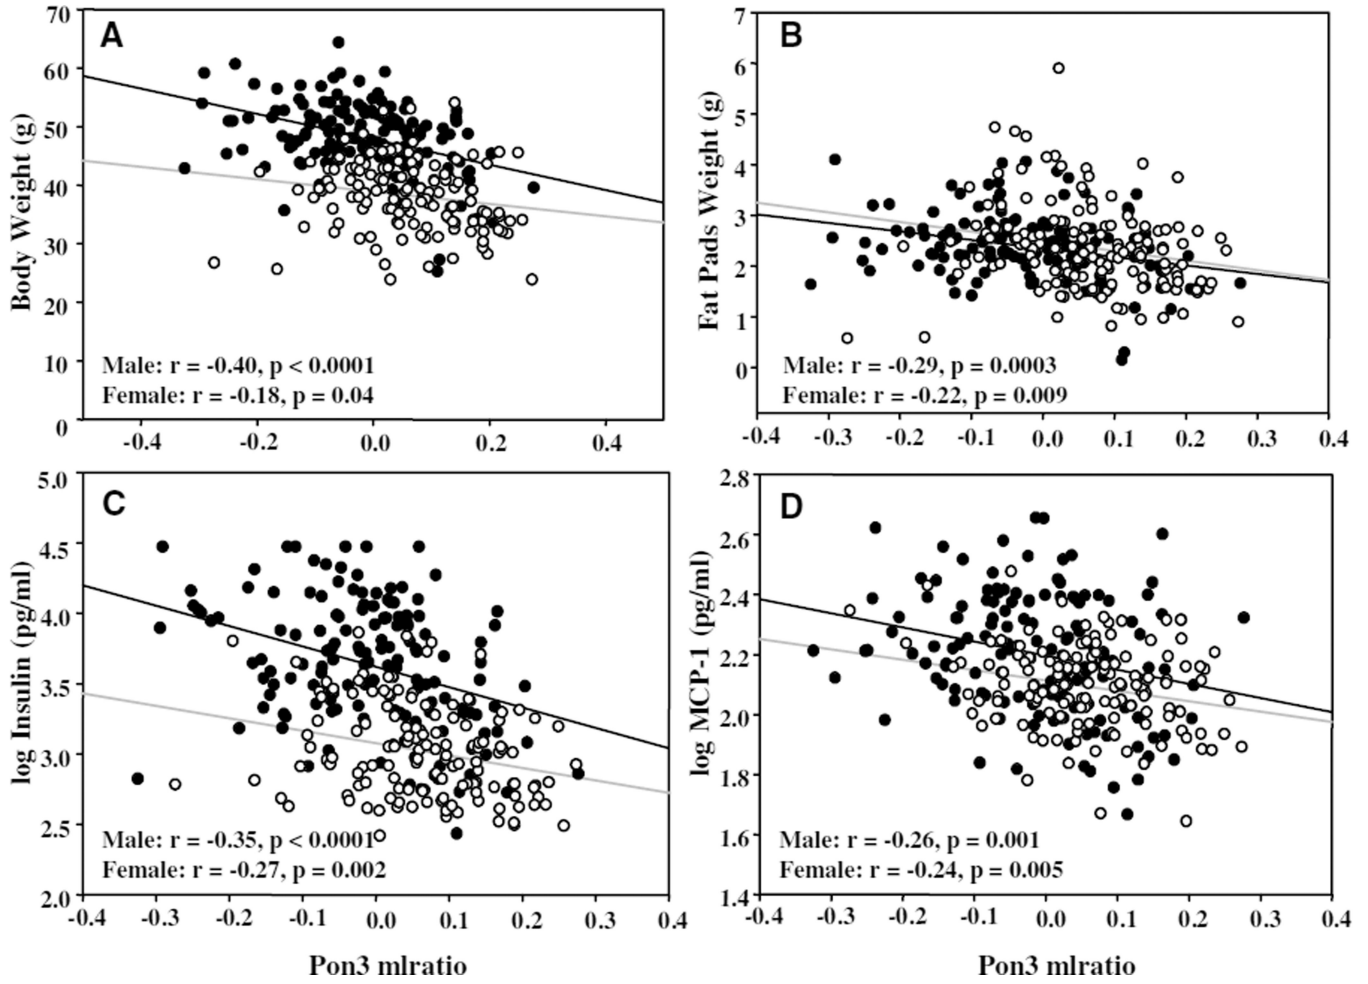 A
Body Weight (g)
70
60
50
40
30
20
10
0
Male: r = -0.40, p < 0.0001
Female: r = -0.18, p = 0.04
-0.4 -0.2 0.0 0.2 0.4
B
Fat Pads Weight (g)
7
6
5
4
3
2
1
0
Male: r = -0.29, p = 0.0003
Female: r = -0.22, p = 0.009
-0.4 -0.3 -0.2 -0.1 0.0 0.1 0.2 0.3 0.4
C
log Insulin (pg/ml)
5.0
4.5
4.0
3.5
3.0
2.5
2.0
Male: r = -0.35, p < 0.0001
Female: r = -0.27, p = 0.002
-0.4 -0.3 -0.2 -0.1 0.0 0.1 0.2 0.3 0.4
Pon3 mlratio
D
log MCP-1 (pg/ml)
2.8
2.6
2.4
2.2
2.0
1.8
1.6
1.4
Male: r = -0.26, p = 0.001
Female: r = -0.24, p = 0.005
-0.4 -0.3 -0.2 -0.1 0.0 0.1 0.2 0.3 0.4
Pon3 mlratio